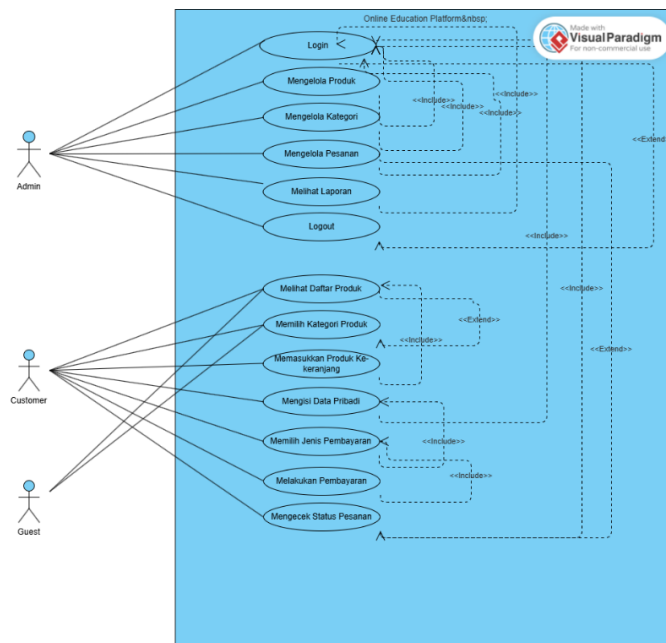 Online Education Platform&nbsp;
Made with
VisualParadigm
For non-commercial use
Login
Mengelola Produk
<<Include>>
<<Include>>
<<Include>>
<<Include>>
Mengelola Kategori
<<Extend>>
Mengelola Pesanan
Admin
Melihat Laporan
Logout
<<Include>>
Melihat Daftar Produk
<<Include>>
Memilih Kategori Produk
<<Extend>>
<<Include>>
<<Extend>>
Memasukkan Produk Ke-
keranjang
Customer
Mengisi Data Pribadi
Memilih Jenis Pembayaran
<<Include>>
Melakukan Pembayaran
<<Include>>
Mengecek Status Pesanan
Guest